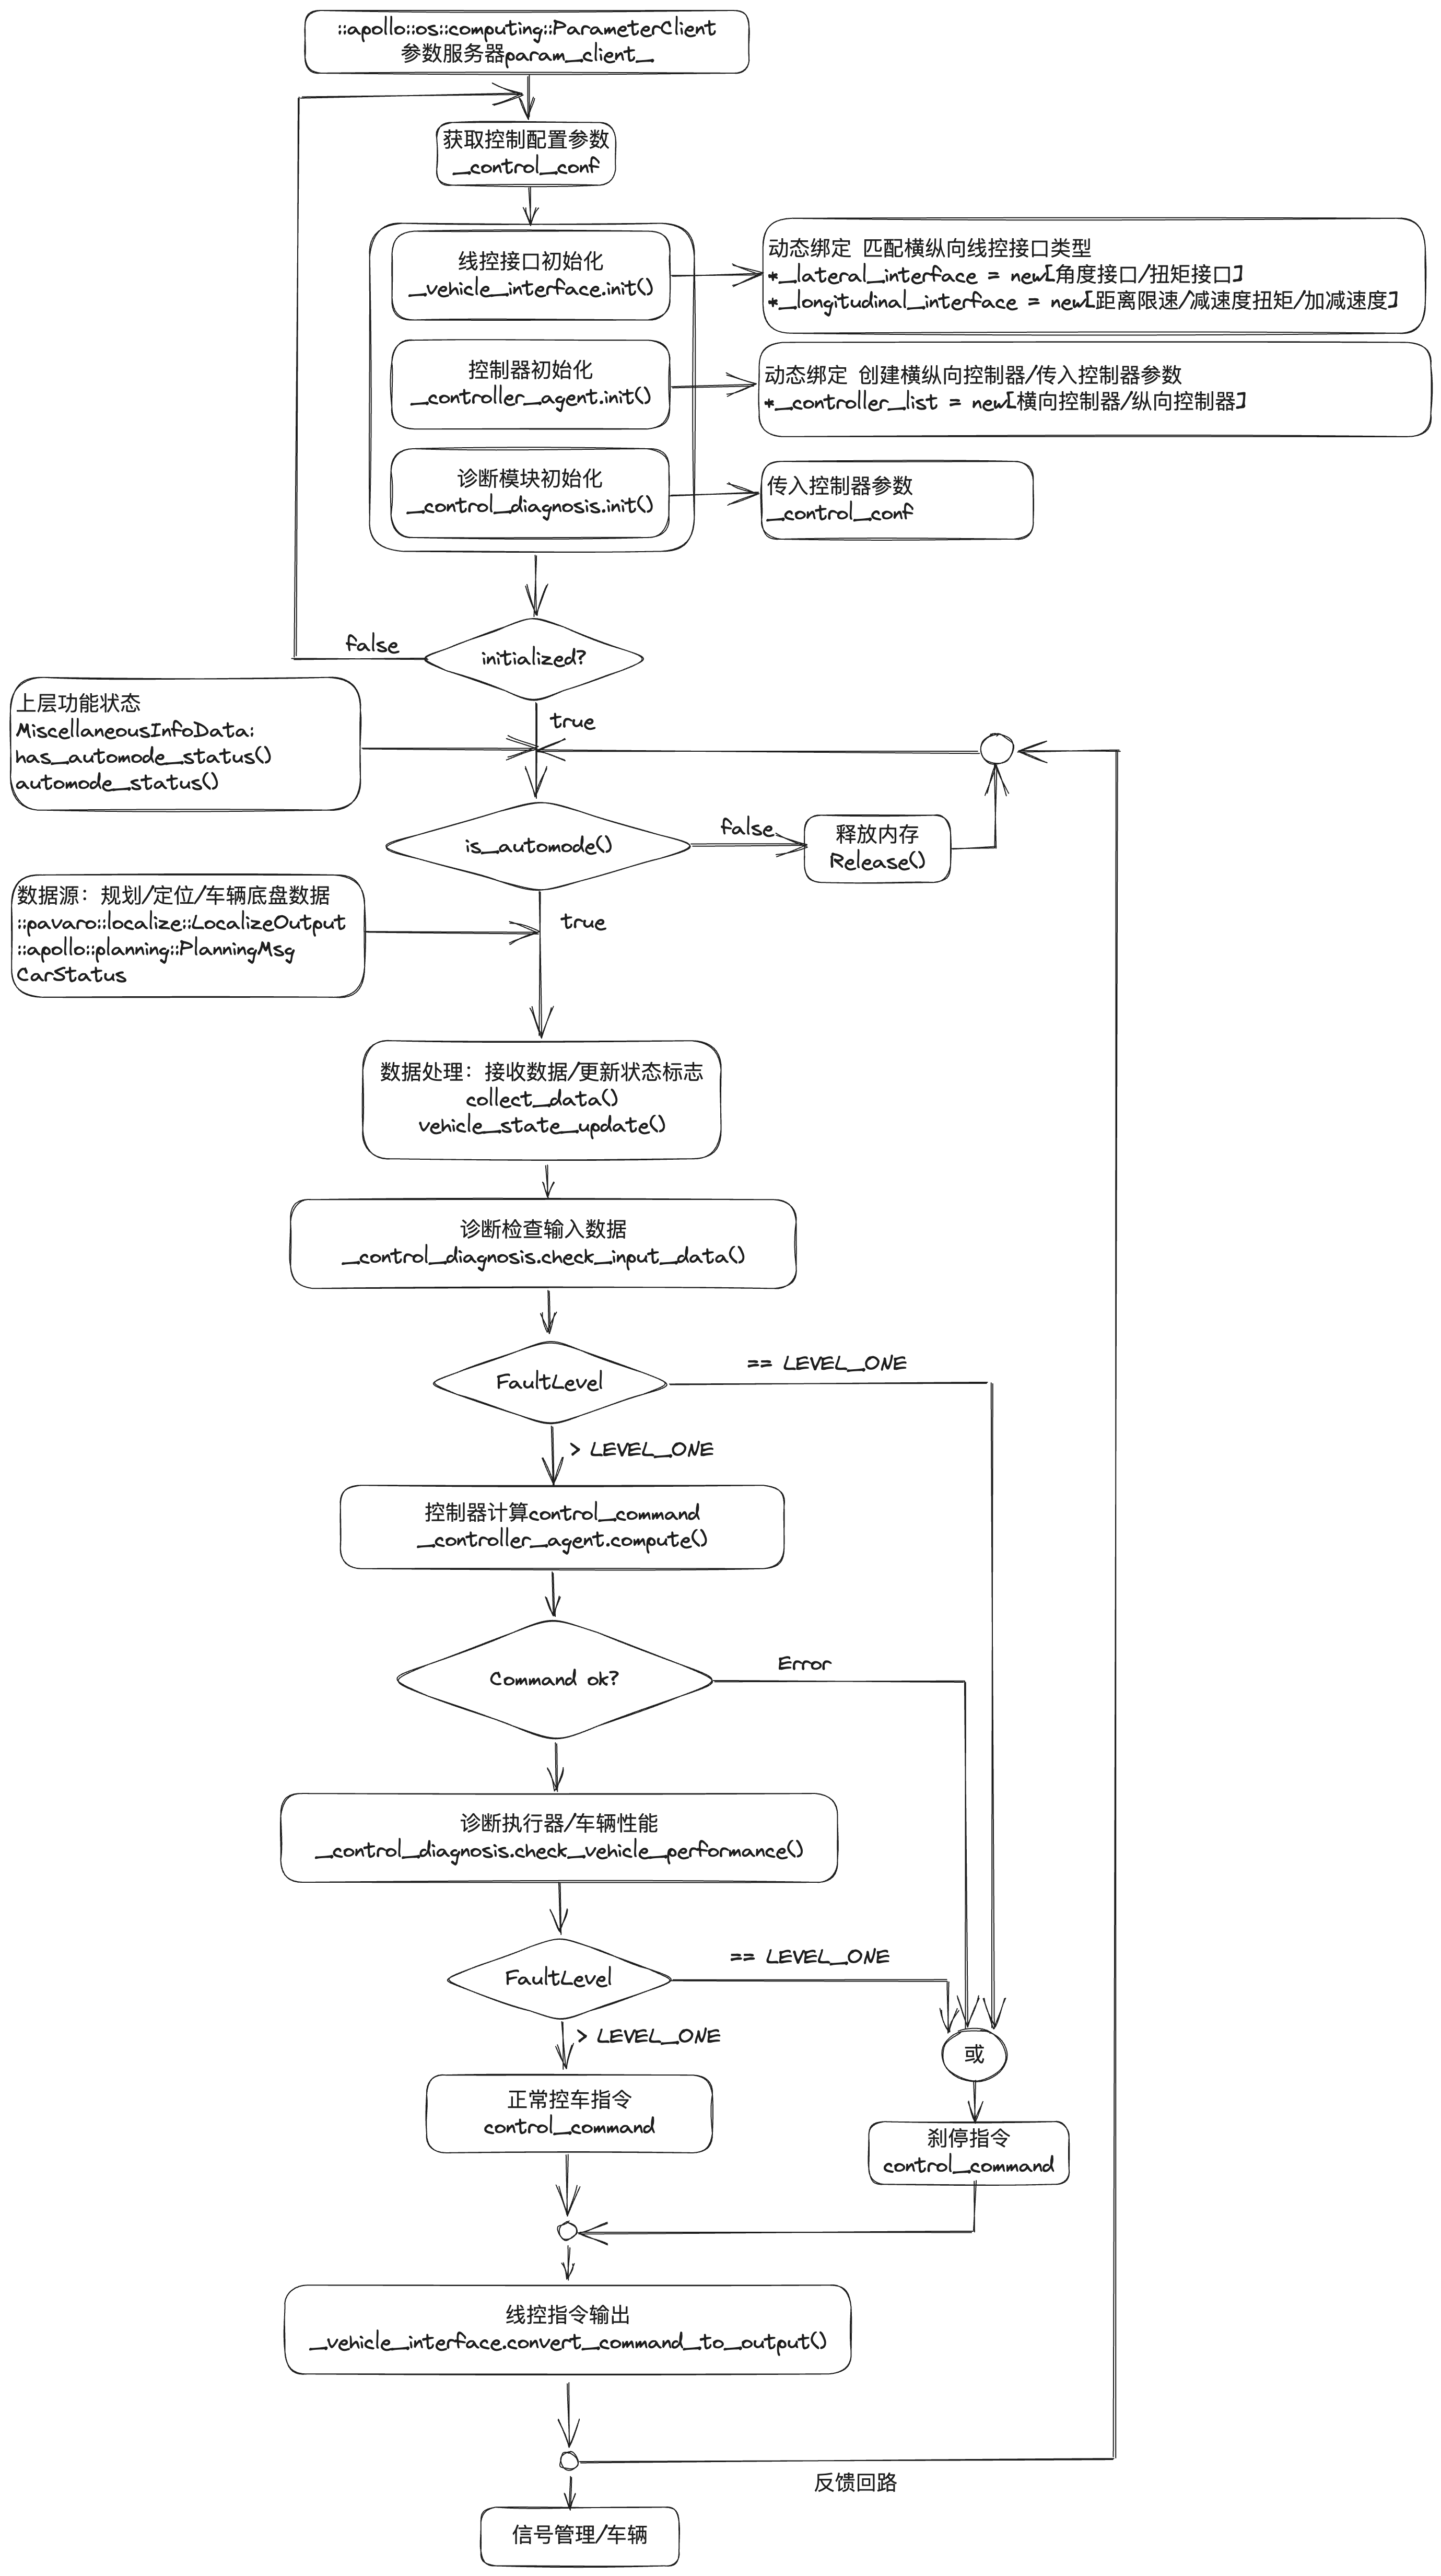 ::apollo::os::computing::ParameterClient
参数服务器param_client_
获取控制配置参数
_control_conf
线控接口初始化
_vehicle_interface.init()
动态绑定 匹配横纵向线控接口类型
*_lateral_interface = new[角度接口/扭矩接口]
*_longitudinal_interface = new[距离限速/减速度扭矩/加减速度]
控制器初始化
_controller_agent.init()
动态绑定 创建横纵向控制器/传入控制器参数
*_controller_list = new[横向控制器/纵向控制器]
诊断模块初始化
_control_diagnosis.init()
传入控制器参数
_control_conf
false
initialized?
true
上层功能状态
MiscellaneousInfoData:
has_automode_status()
automode_status()
is_automode()
false
释放内存
Release()
数据源：规划/定位/车辆底盘数据
::pavaro::localize::LocalizeOutput
::apollo::planning::PlanningMsg
CarStatus
true
数据处理：接收数据/更新状态标志
collect_data()
vehicle_state_update()
诊断检查输入数据
_control_diagnosis.check_input_data()
FaultLevel
== LEVEL_ONE
> LEVEL_ONE
控制器计算control_command
_controller_agent.compute()
Command ok?
Error
诊断执行器/车辆性能
_control_diagnosis.check_vehicle_performance()
FaultLevel
== LEVEL_ONE
> LEVEL_ONE
或
正常控车指令
control_command
刹停指令
control_command
线控指令输出
_vehicle_interface.convert_command_to_output()
反馈回路
信号管理/车辆